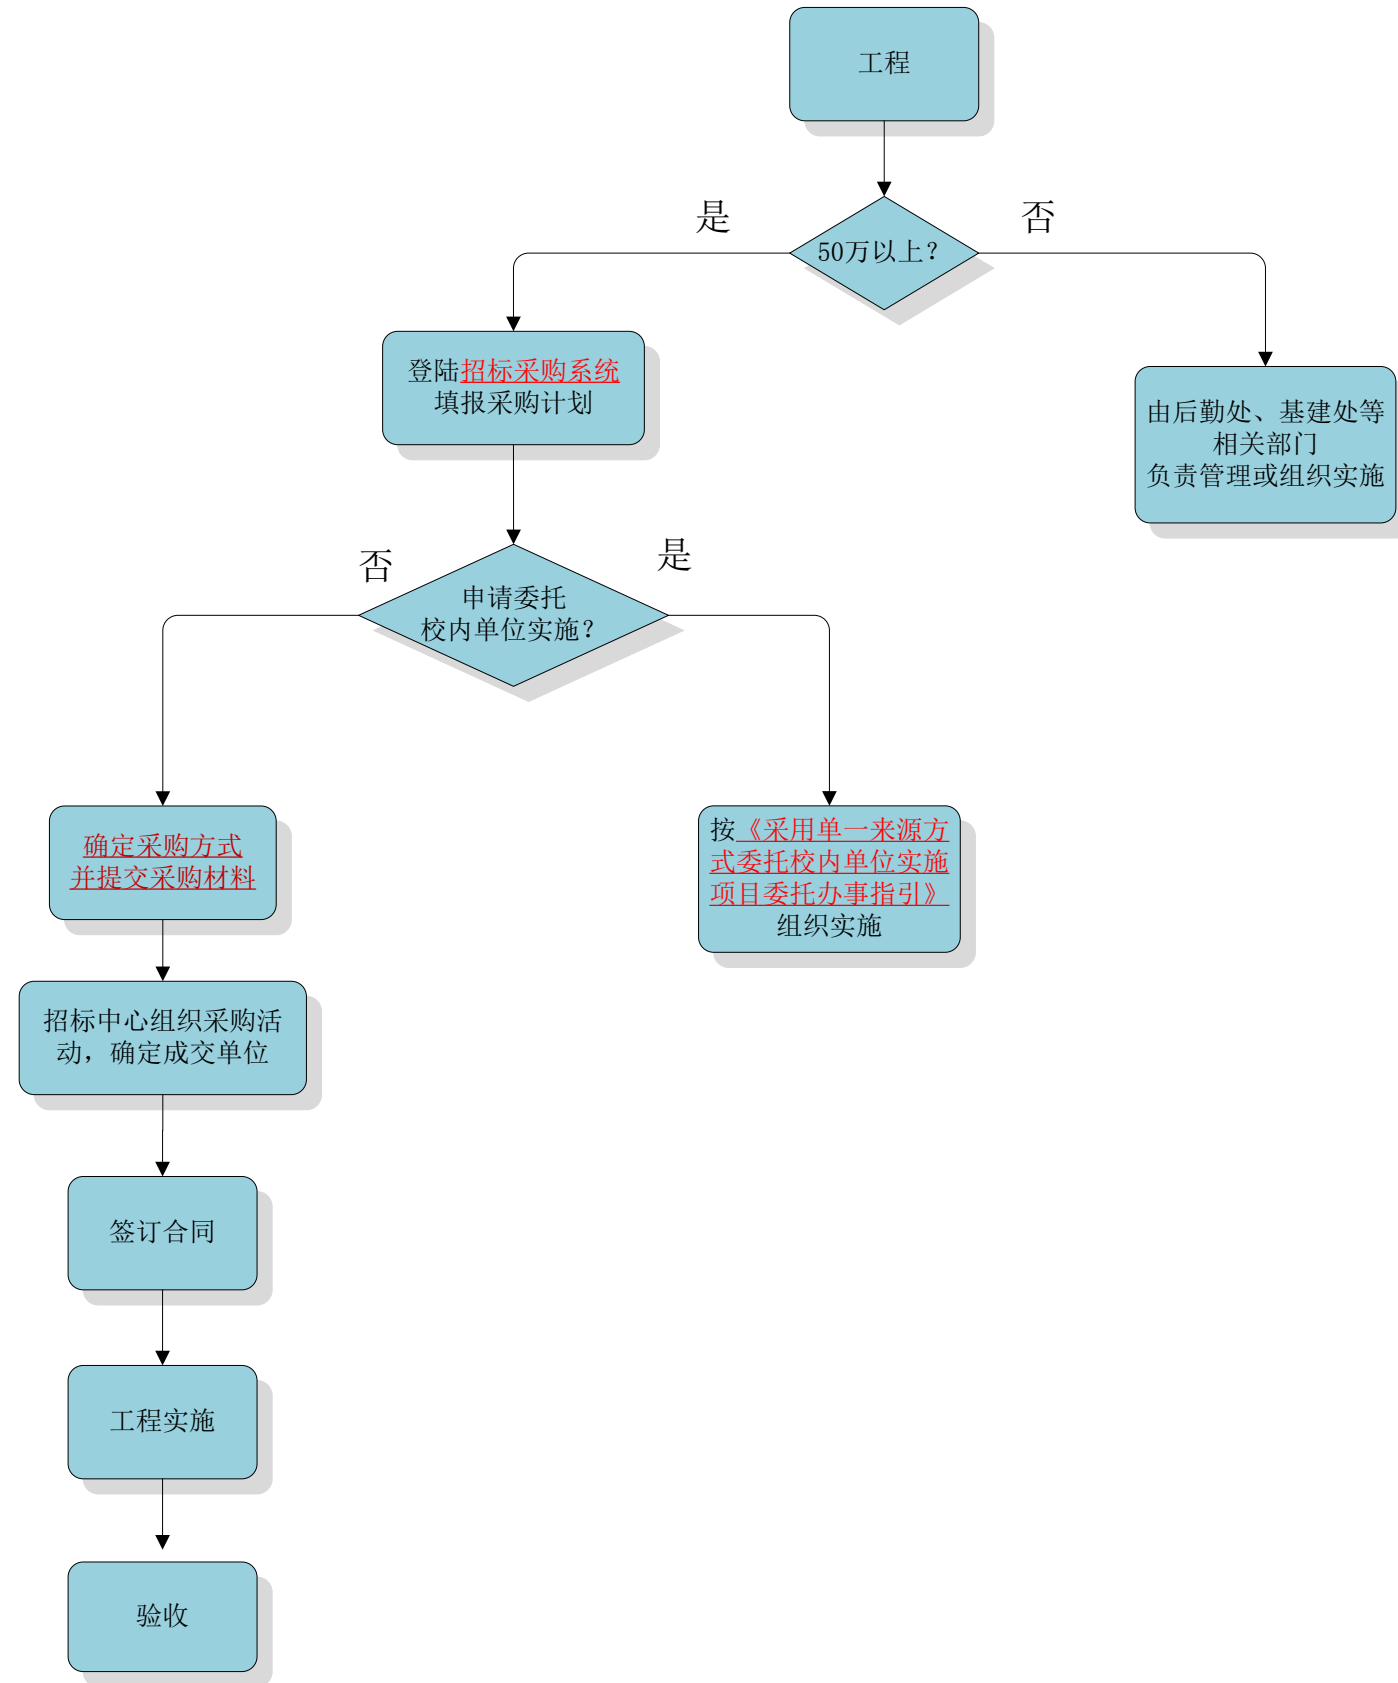 工程
是
否
50万以上？
登陆招标采购系统
填报采购计划
由后勤处、基建处等
相关部门
负责管理或组织实施
否
是
申请委托
校内单位实施？
确定采购方式
并提交采购材料
按《采用单一来源方
式委托校内单位实施
项目委托办事指引》
组织实施
招标中心组织采购活
动，确定成交单位
签订合同
工程实施
验收